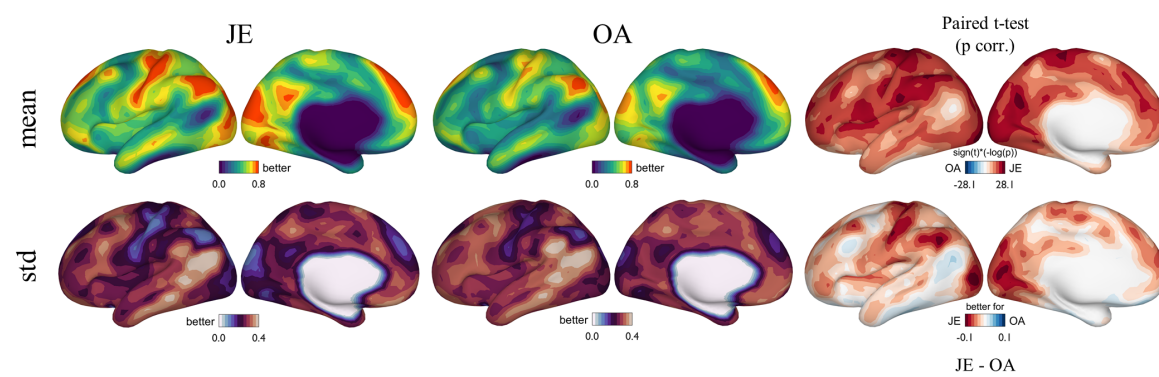 JE
OA
Paired t-test
(p corr.)
mean
better
0.0
0.8
better
0.0
0.8
sign(t)*(-log(p))
OA
JE
-28.1
28.1
std
better
0.0
0.4
better
0.0
0.4
better for
JE
OA
-0.1
0.1
JE - OA